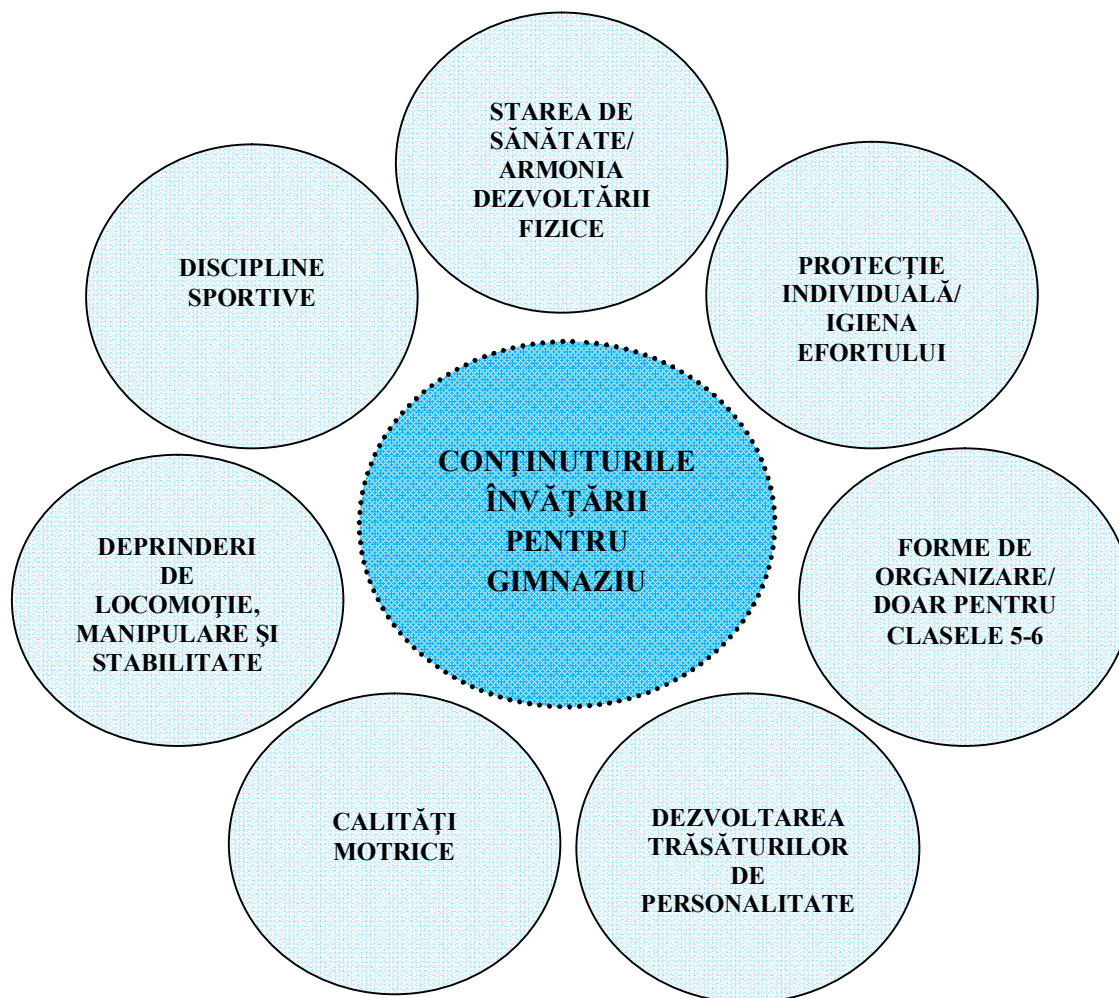 STAREA DE
SĂNĂTATE/
ARMONIA
DEZVOLTĂRII
FIZICE
DISCIPLINE
SPORTIVE
PROTECŢIE
INDIVIDUALĂ/
IGIENA
EFORTULUI
CONŢINUTURILE
ÎNVĂŢĂRII
PENTRU
GIMNAZIU
DEPRINDERI
DE
LOCOMOŢIE,
MANIPULARE ŞI
STABILITATE
FORME DE
ORGANIZARE/
DOAR PENTRU
CLASELE 5-6
CALITĂŢI
MOTRICE
DEZVOLTAREA
TRĂSĂTURILOR
DE
PERSONALITATE